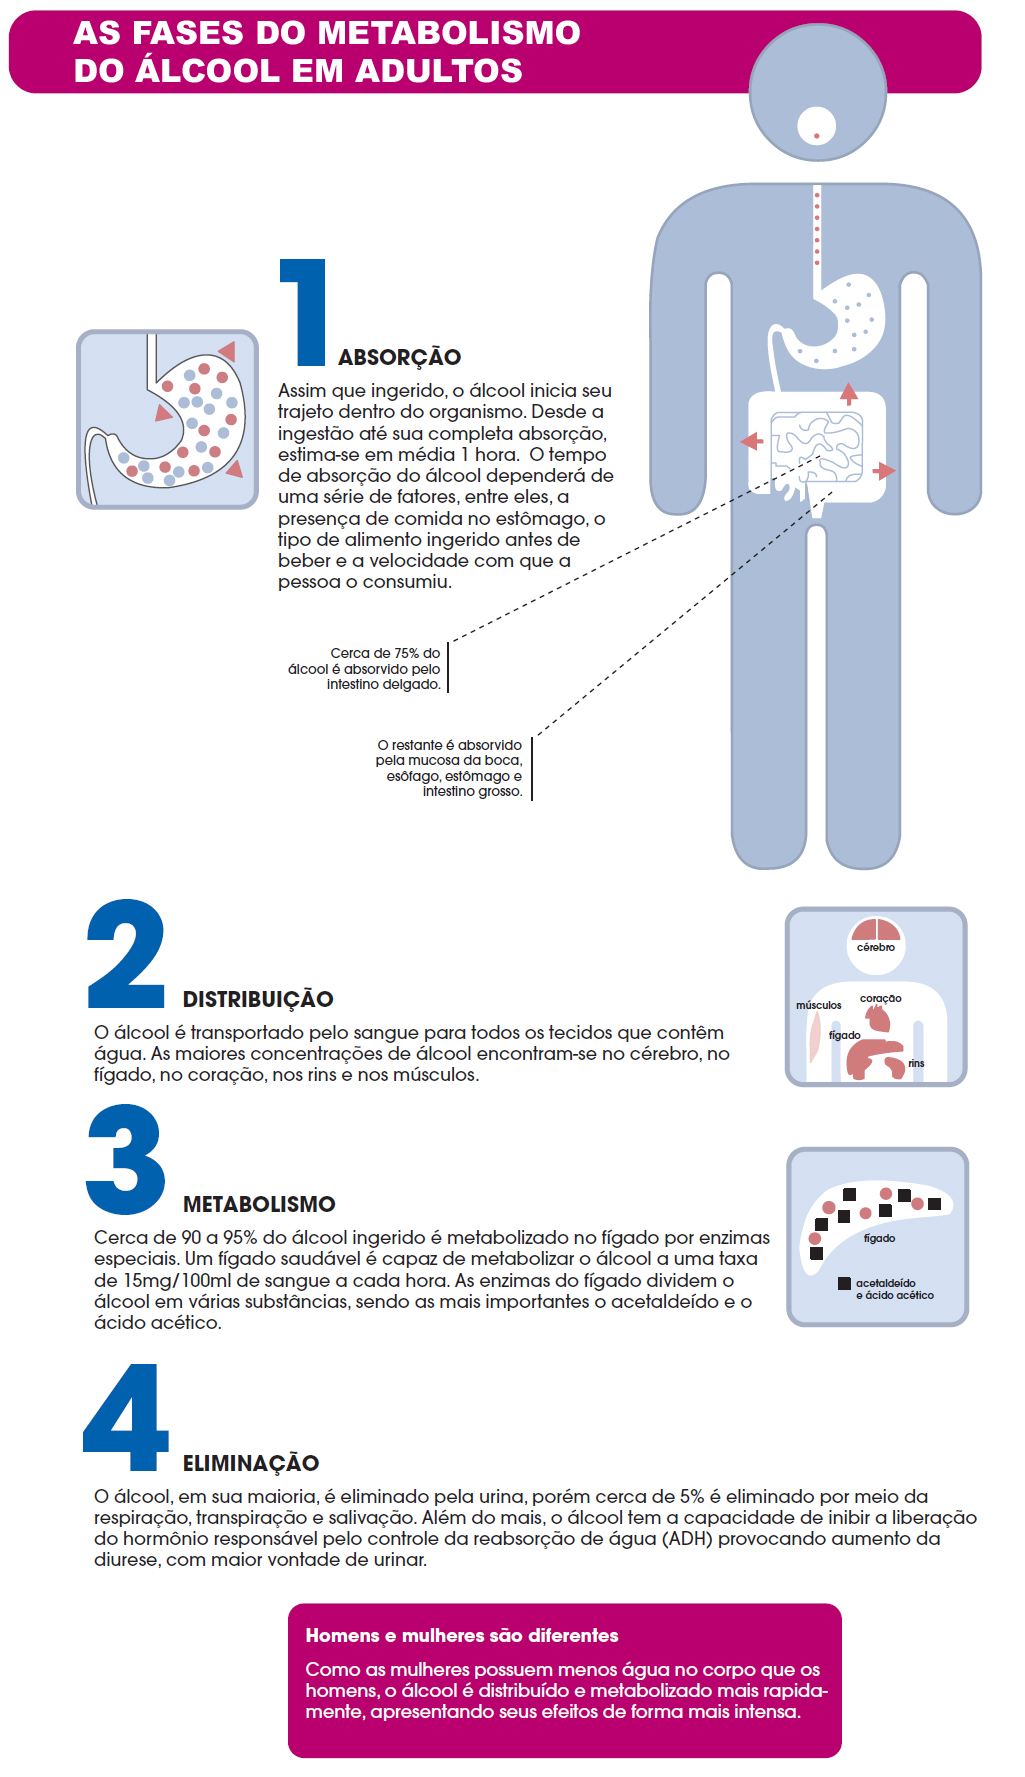 AS FASES DO METABOLISMO
DO ÁLCOOL EM ADULTOS
1
ABSORÇÃO
Assim que ingerido, o álcool inicia seu
trajeto dentro do organismo. Desde a
ingestão até sua completa absorção,
estima-se em média 1 hora. O tempo
de absorção do álcool dependerá de
uma série de fatores, entre eles, a
presença de comida no estômago, o
tipo de alimento ingerido antes de
beber e a velocidade com que a
pessoa o consumiu.
Cerca de 75% do
álcool é absorvido pelo
intestino delgado.
O restante é absorvido
pela mucosa da boca,
esôfago, estômago e
intestino grosso.
2
DISTRIBUIÇÃO
O álcool é transportado pelo sangue para todos os tecidos que contêm
água. As maiores concentrações de álcool encontram-se no cérebro, no
fígado, no coração, nos rins e nos músculos.
cérebro
músculos
coração
fígado
rins
3
METABOLISMO
Cerca de 90 a 95% do álcool ingerido é metabolizado no fígado por enzimas
especiais. Um fígado saudável é capaz de metabolizar o álcool a uma taxa
de 15mg/100ml de sangue a cada hora. As enzimas do fígado dividem o
álcool em várias substâncias, sendo as mais importantes o acetaldeído e o
ácido acético.
fígado
acetaldeído
e ácido acético
4
ELIMINAÇÃO
O álcool, em sua maioria, é eliminado pela urina, porém cerca de 5% é eliminado por meio da
respiração, transpiração e salivação. Além do mais, o álcool tem a capacidade de inibir a liberação
do hormônio responsável pelo controle da reabsorção de água (ADH) provocando aumento da
diurese, com maior vontade de urinar.
Homens e mulheres são diferentes
Como as mulheres possuem menos água no corpo que os
homens, o álcool é distribuído e metabolizado mais rapida-
mente, apresentando seus efeitos de forma mais intensa.